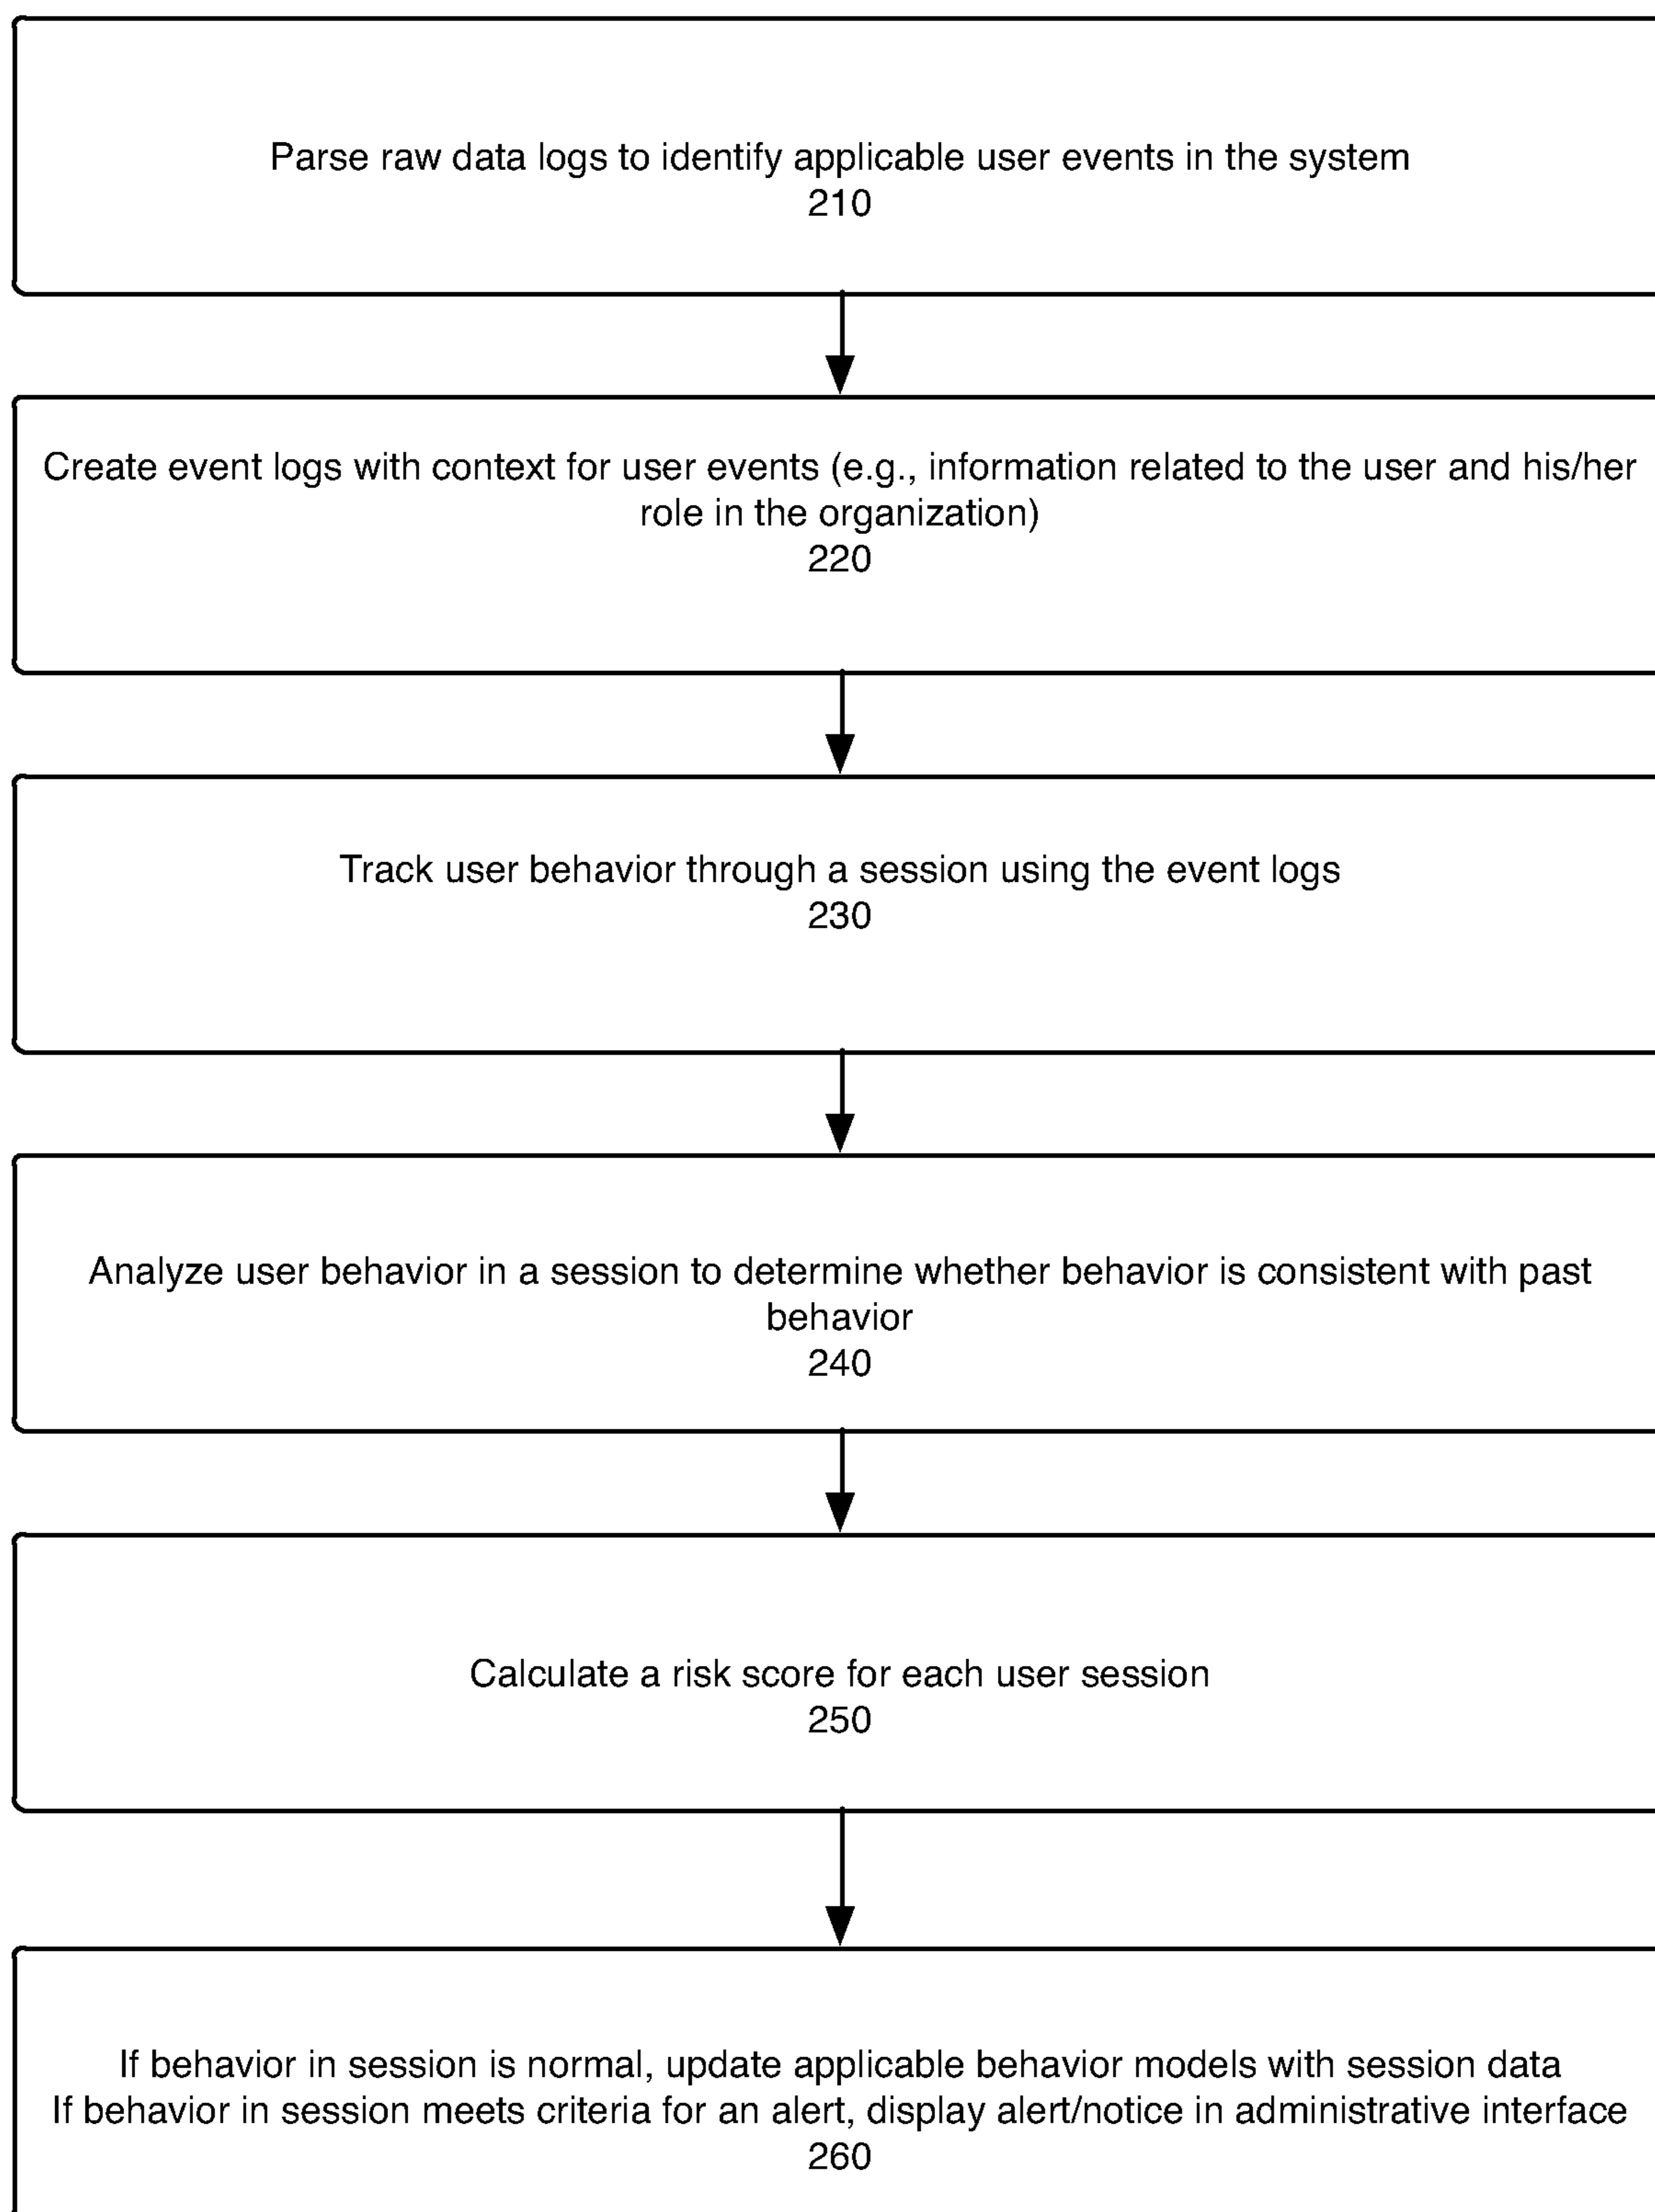 Parse raw data logs to identify applicable user events in the system
210
Create event logs with context for user events (e.g., information related to the user and his/her
role in the organization)
220
Track user behavior through a session using the event logs
230
Analyze user behavior in a session to determine whether behavior is consistent with past
behavior
240
Calculate a risk score for each user session
250
If behavior in session is normal, update applicable behavior models with session data
If behavior in session meets criteria for an alert, display alert/notice in administrative interface
260